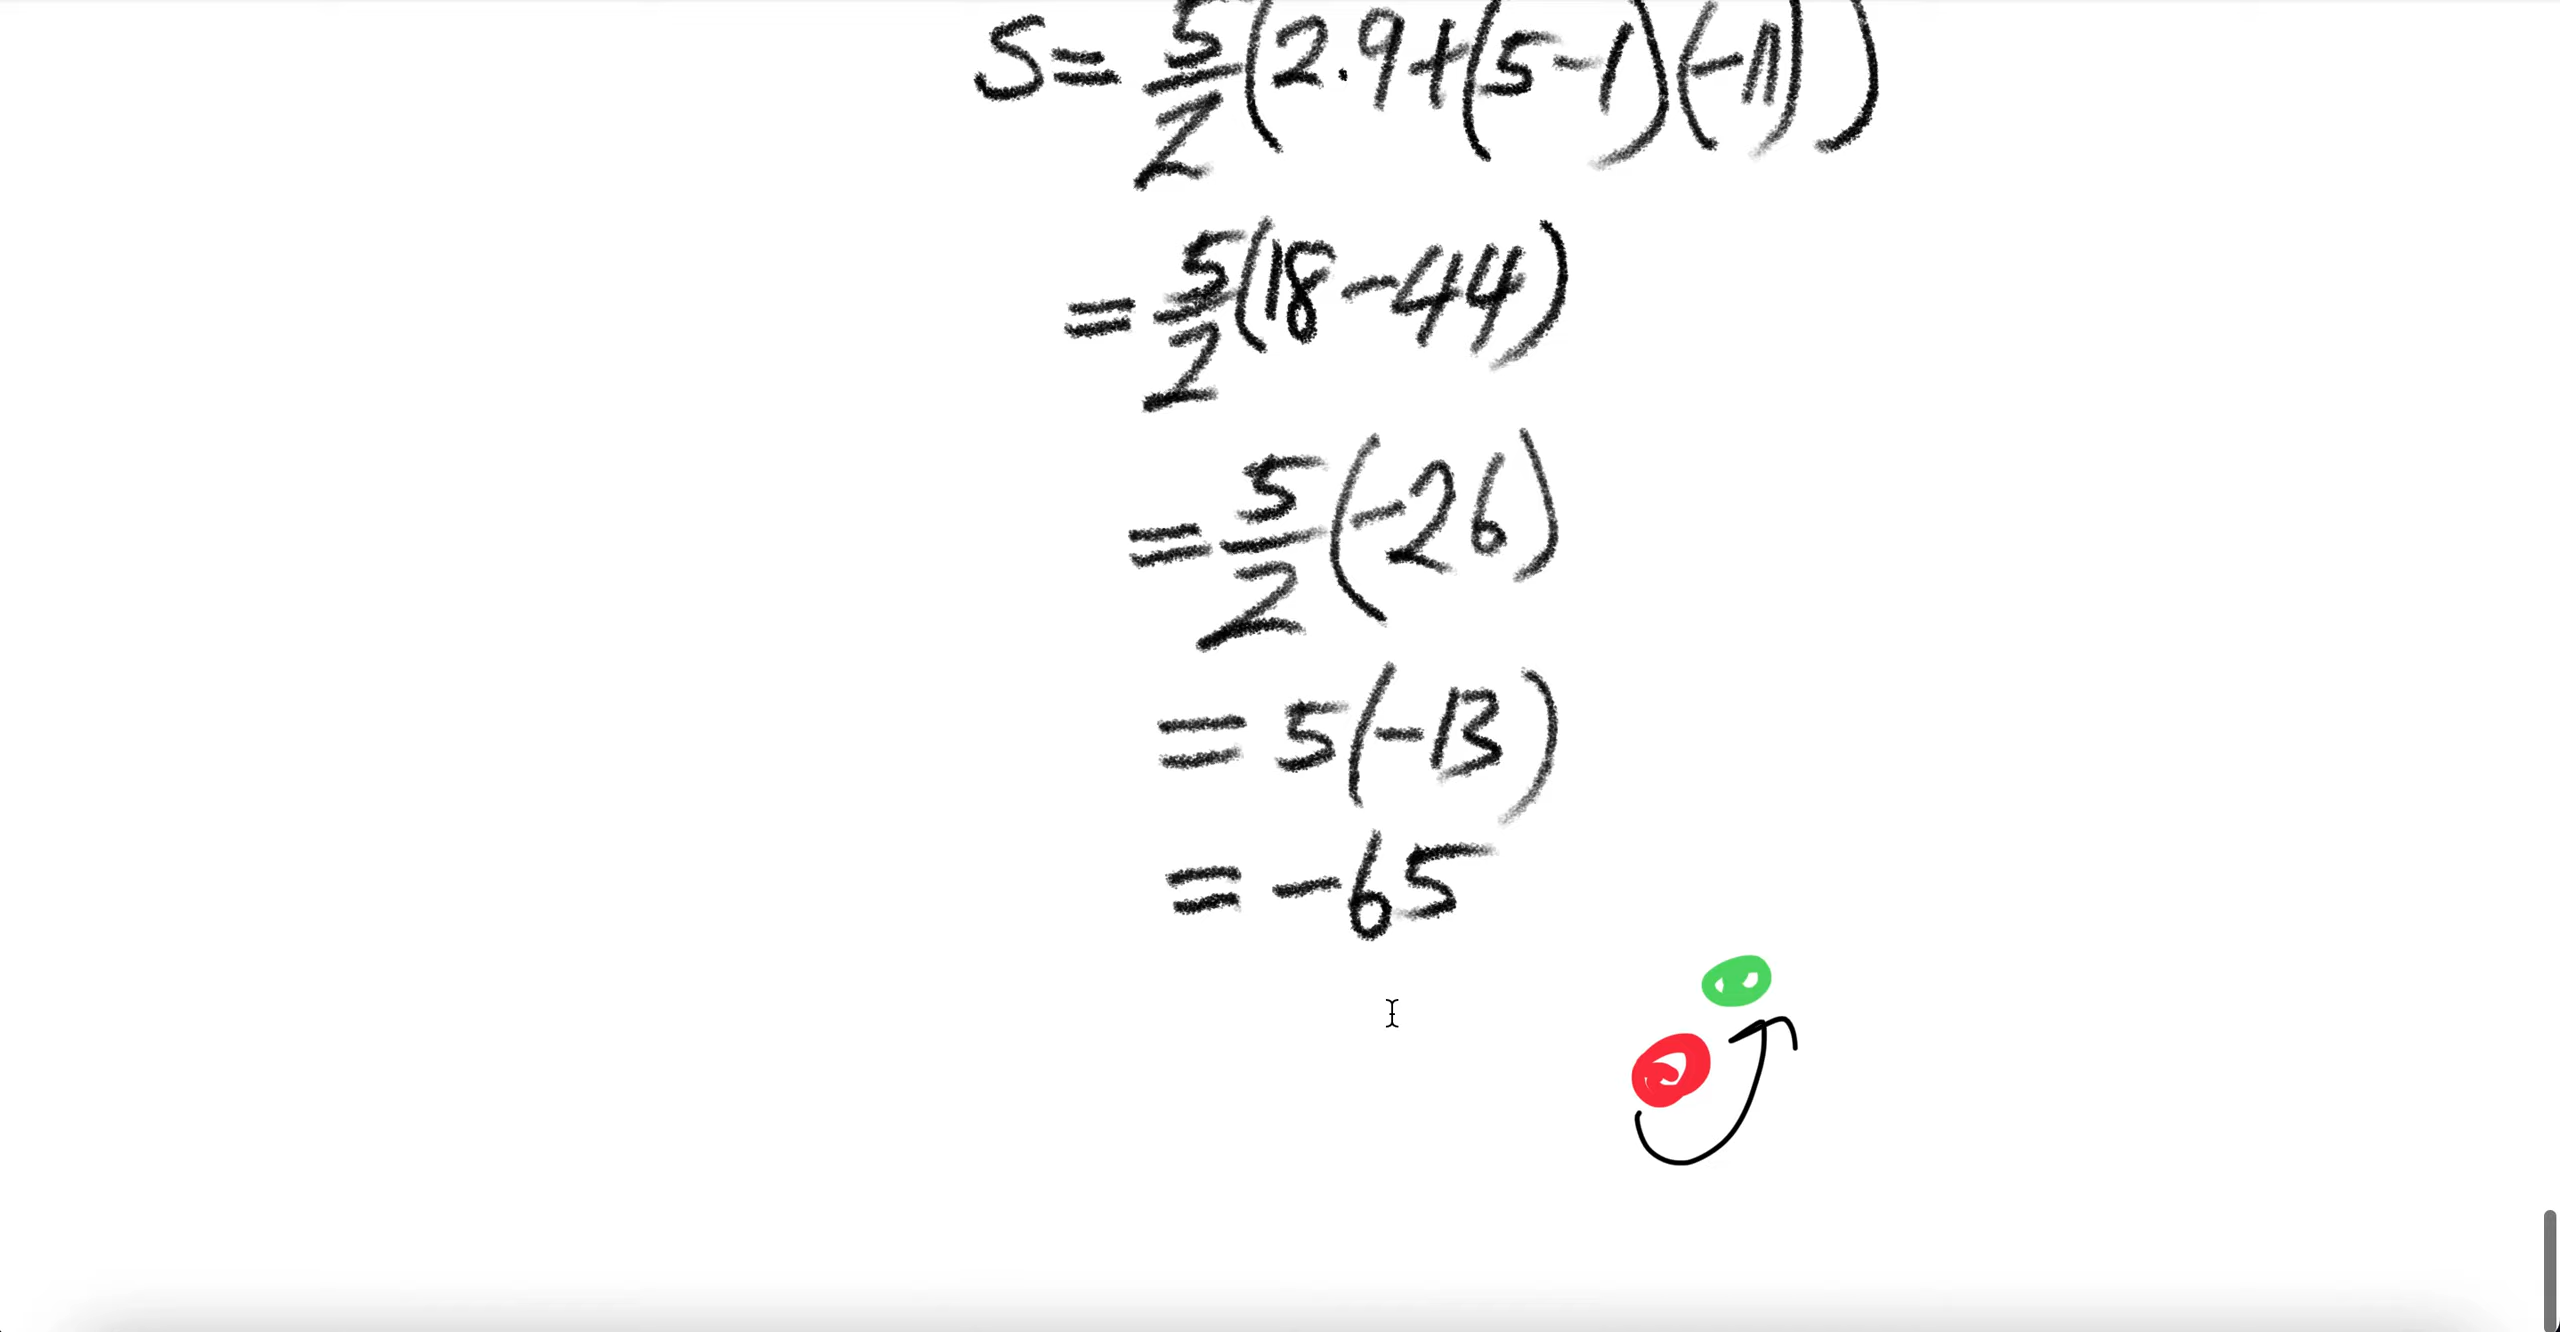 S = 5/2 (2·9+(5-1)(-11))
= 5/2 (18-44)
= 5/2 (-26)
= 5(-13)
= -65